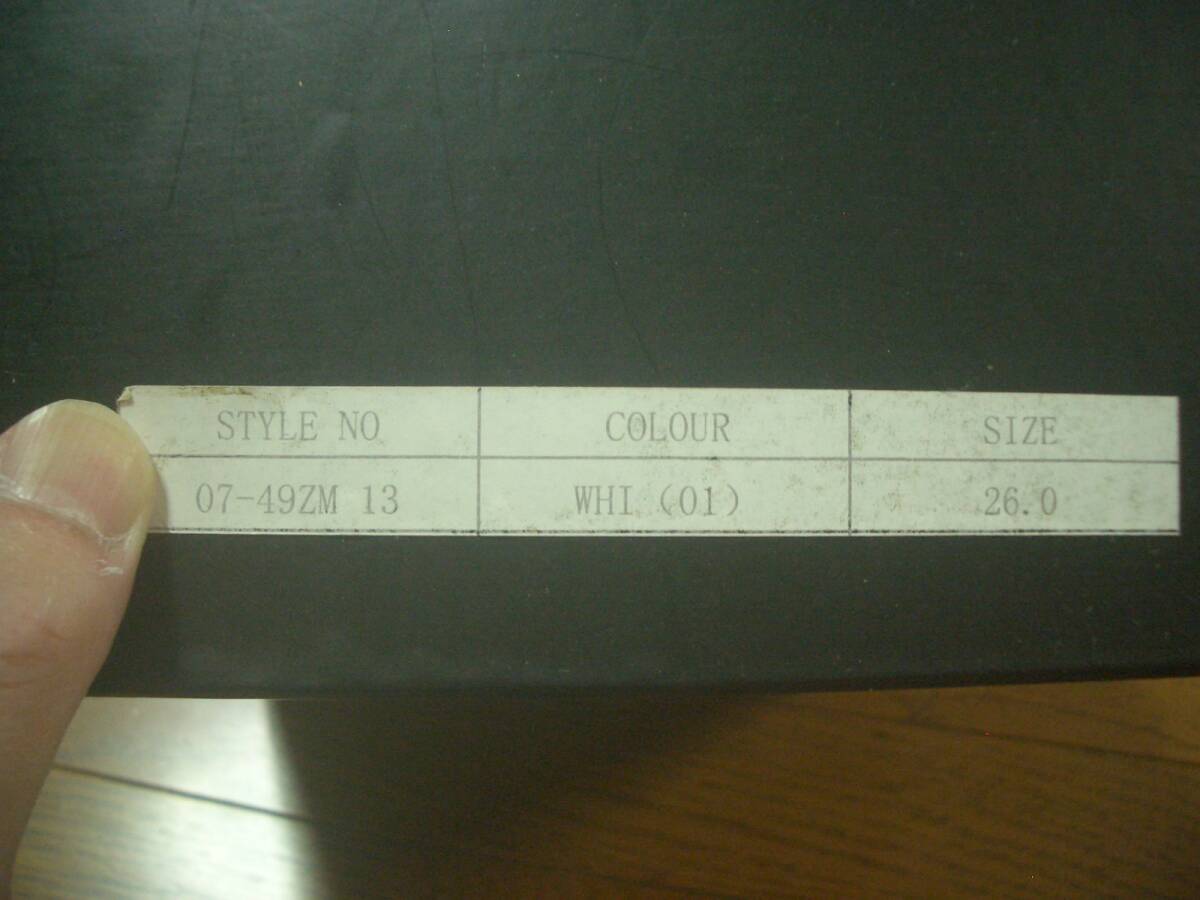 STYLE NO COLOUR SIZE
07-49ZM 13 WHI (01) 26.0